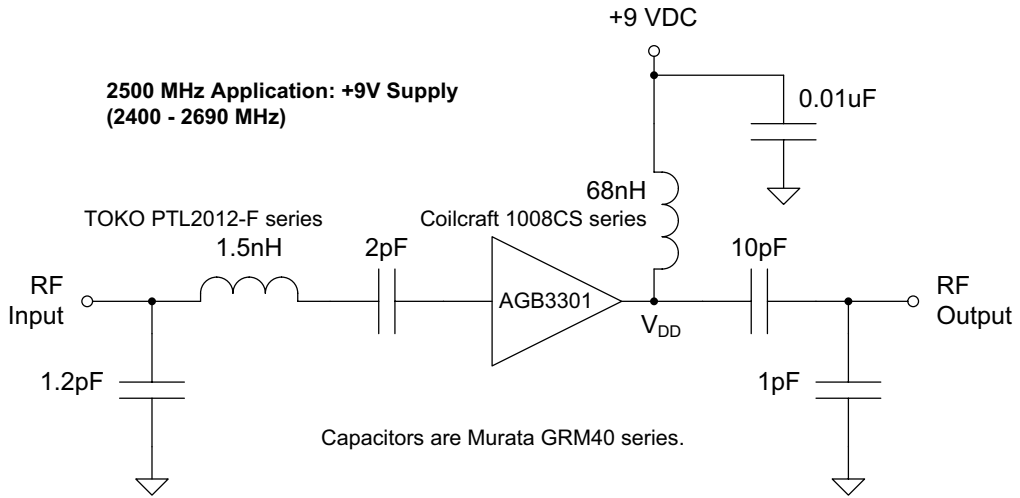 +9 VDC
2500 MHz Application: +9V Supply
(2400 - 2690 MHz)
0.01uF
68nH
TOKO PTL2012-F series
Coilcraft 1008CS series
1.5nH
2pF
10pF
RF
Input
AGB3301
VDD
RF
Output
1.2pF
1pF
Capacitors are Murata GRM40 series.